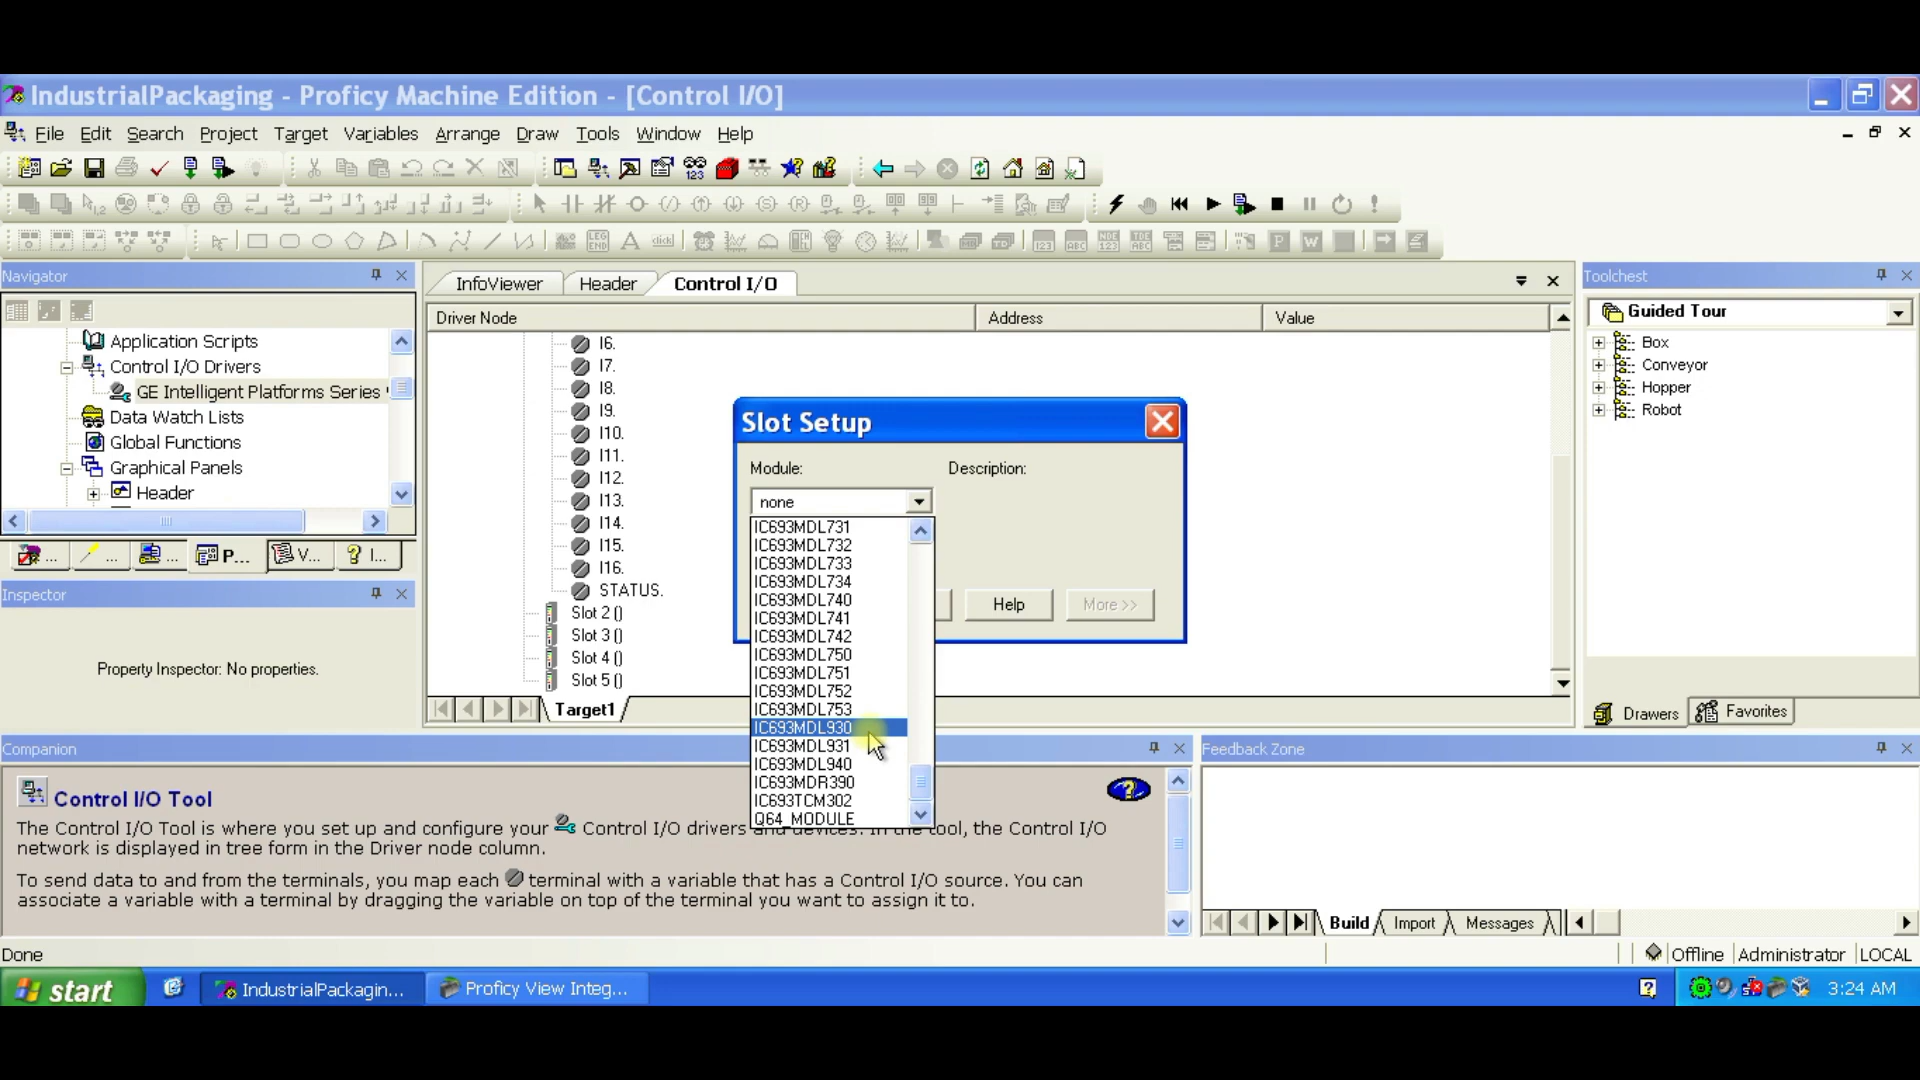 IndustrialPackaging - Proficy Machine Edition - [Control I/O]
File Edit Search Project Target Variables Arrange Draw Tools Window Help
Navigator
Application Scripts
Control I/O Drivers
GE Intelligent Platforms Series
Data Watch Lists
Global Functions
Graphical Panels
Header
P...
V...
I...
Inspector
Property Inspector: No properties.
InfoViewer Header Control I/O
Driver Node Address Value
I6.
I7.
I8.
I9.
I10.
I11.
I12.
I13.
I14.
I15.
I16.
STATUS.
Slot 2 ()
Slot 3 ()
Slot 4 ()
Slot 5 ()
Target1
Slot Setup
Module: Description:
none
IC693MDL731
IC693MDL732
IC693MDL733
IC693MDL734
IC693MDL740
IC693MDL741
IC693MDL742
IC693MDL750
IC693MDL751
IC693MDL752
IC693MDL753
IC693MDL930
IC693MDL931
IC693MDL940
IC693MDR390
IC693TCM302
Q64_MODULE
Help More >>
Toolchest
Guided Tour
Box
Conveyor
Hopper
Robot
Drawers Favorites
Companion
Control I/O Tool
The Control I/O Tool is where you set up and configure your Control I/O drivers and devices. In the tool, the Control I/O
network is displayed in tree form in the Driver node column.
To send data to and from the terminals, you map each terminal with a variable that has a Control I/O source. You can
associate a variable with a terminal by dragging the variable on top of the terminal you want to assign it to.
Feedback Zone
Build Import Messages
Done Offline Administrator LOCAL
start IndustrialPackagin... Proficy View Integ... 3:24 AM